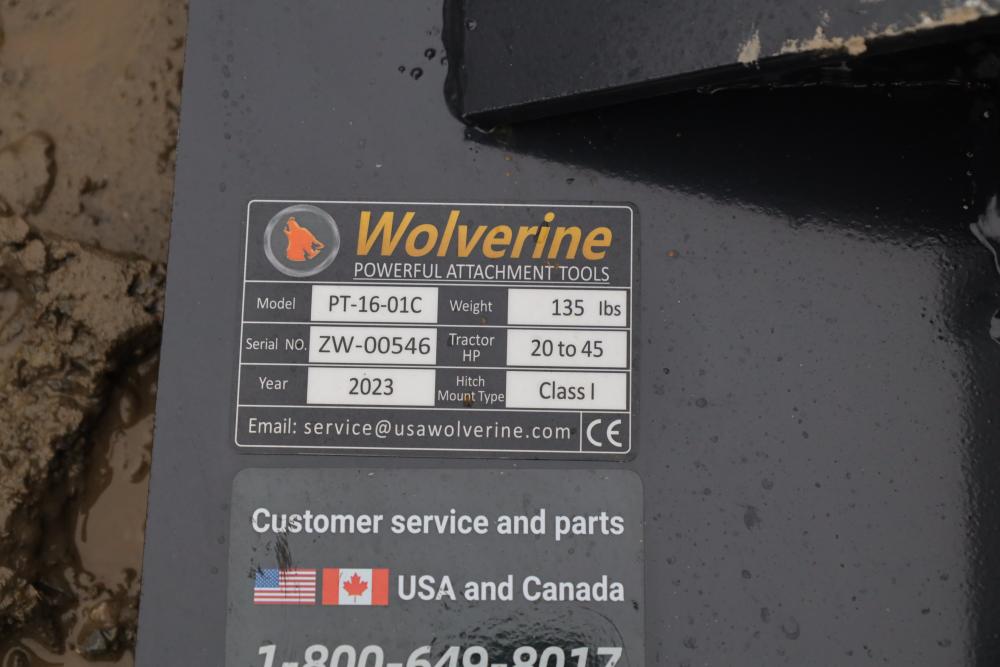 Wolverine
POWERFUL ATTACHMENT TOOLS
Model PT-16-01C Weight 135 lbs
Serial NO. ZW-00546 Tractor HP 20 to 45
Year 2023 Hitch Mount Type Class I
Email: service@usawolverine.com CE
Customer service and parts
USA and Canada
1-800-649-8017